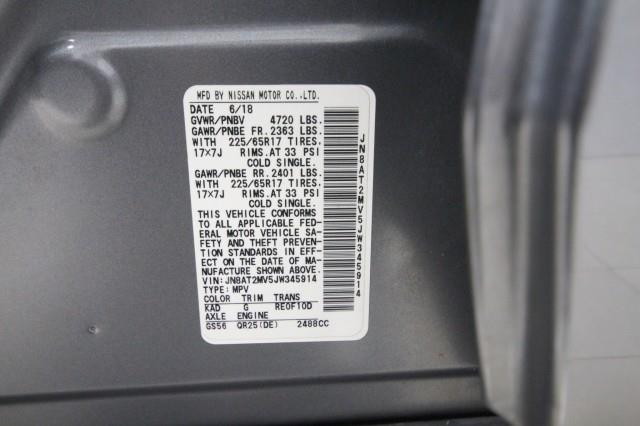 MFD BY NISSAN MOTOR CO.,LTD.
DATE 6/18
GVWR/PNBV 4720 LBS.
GAWR/PNBE FR.2363 LBS.
WITH 225/65R17 TIRES.
17×7J RIMS.AT 33 PSI
COLD SINGLE.
GAWR/PNBE RR.2401 LBS.
WITH 225/65R17 TIRES.
17×7J RIMS.AT 33 PSI
COLD SINGLE.
THIS VEHICLE CONFORMS
TO ALL APPLICABLE FED-
ERAL MOTOR VEHICLE SA-
FETY AND THEFT PREVEN-
TION STANDARDS IN EFF-
ECT ON THE DATE OF MA-
NUFACTURE SHOWN ABOVE.
VIN:JN8AT2MV5JW345914
TYPE:MPV
COLOR TRIM TRANS
KAD G RE0F10D
AXLE ENGINE
GS56 QR25(DE) 2488CC
JN8AT2MV5JW345914